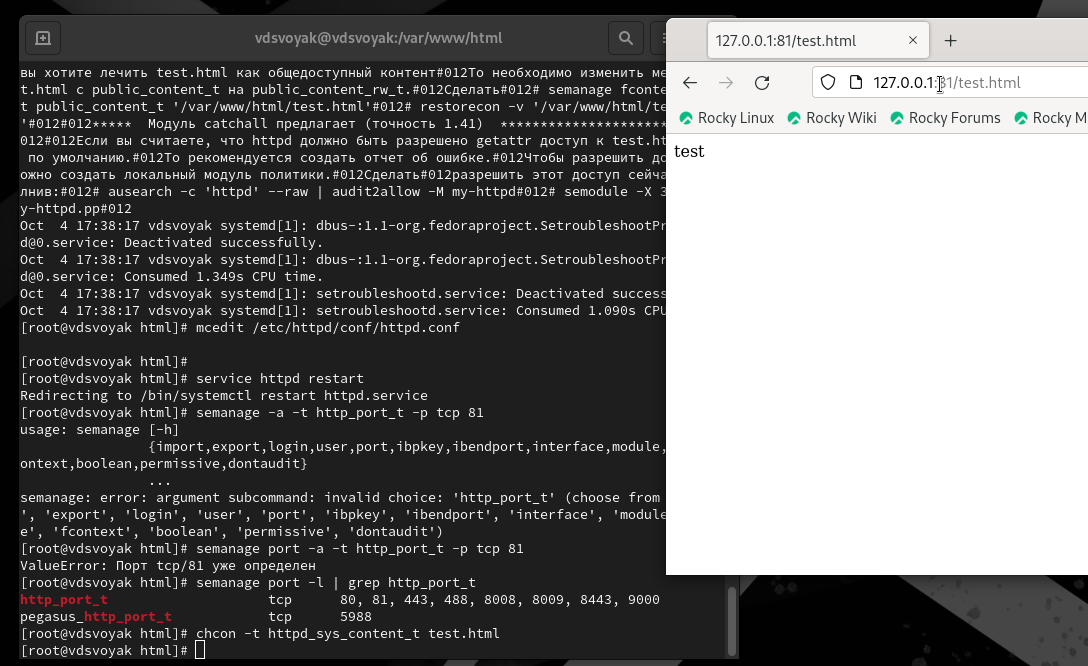 vdsvoyak@vdsvoyak:/var/www/html
вы хотите лечить test.html как общедоступный контент#012То необходимо изменить ме
t.html с public_content_t на public_content_rw_t.#012Сделать#012# semanage fconte
t public_content_t '/var/www/html/test.html'#012# restorecon -v '/var/www/html/te
'#012#012***** Модуль catchall предлагает (точность 1.41) *********************
012#012Если вы считаете, что httpd должно быть разрешено getattr доступ к test.ht
по умолчанию.#012То рекомендуется создать отчет об ошибке.#012Чтобы разрешить до
ожно создать локальный модуль политики.#012Сделать#012разрешить этот доступ сейча
лнив:#012# ausearch -c 'httpd' --raw | audit2allow -M my-httpd#012# semodule -X 3
y-httpd.pp#012
Oct  4 17:38:17 vdsvoyak systemd[1]: dbus-:1.1-org.fedoraproject.SetroubleshootPr
d@0.service: Deactivated successfully.
Oct  4 17:38:17 vdsvoyak systemd[1]: dbus-:1.1-org.fedoraproject.SetroubleshootPr
d@0.service: Consumed 1.349s CPU time.
Oct  4 17:38:17 vdsvoyak systemd[1]: setroubleshootd.service: Deactivated success
Oct  4 17:38:17 vdsvoyak systemd[1]: setroubleshootd.service: Consumed 1.090s CPU
[root@vdsvoyak html]# mcedit /etc/httpd/conf/httpd.conf
[root@vdsvoyak html]#
[root@vdsvoyak html]# service httpd restart
Redirecting to /bin/systemctl restart httpd.service
[root@vdsvoyak html]# semanage -a -t http_port_t -p tcp 81
usage: semanage [-h]
{import,export,login,user,port,ibpkey,ibendport,interface,module,
ontext,boolean,permissive,dontaudit}
...
semanage: error: argument subcommand: invalid choice: 'http_port_t' (choose from
', 'export', 'login', 'user', 'port', 'ibpkey', 'ibendport', 'interface', 'module
e', 'fcontext', 'boolean', 'permissive', 'dontaudit')
[root@vdsvoyak html]# semanage port -a -t http_port_t -p tcp 81
ValueError: Порт tcp/81 уже определен
[root@vdsvoyak html]# semanage port -l | grep http_port_t
http_port_t                    tcp      80, 81, 443, 488, 8008, 8009, 8443, 9000
pegasus_http_port_t            tcp      5988
[root@vdsvoyak html]# chcon -t httpd_sys_content_t test.html
[root@vdsvoyak html]#
127.0.0.1:81/test.html
127.0.0.1:81/test.html
Rocky Linux Rocky Wiki Rocky Forums Rocky M
test